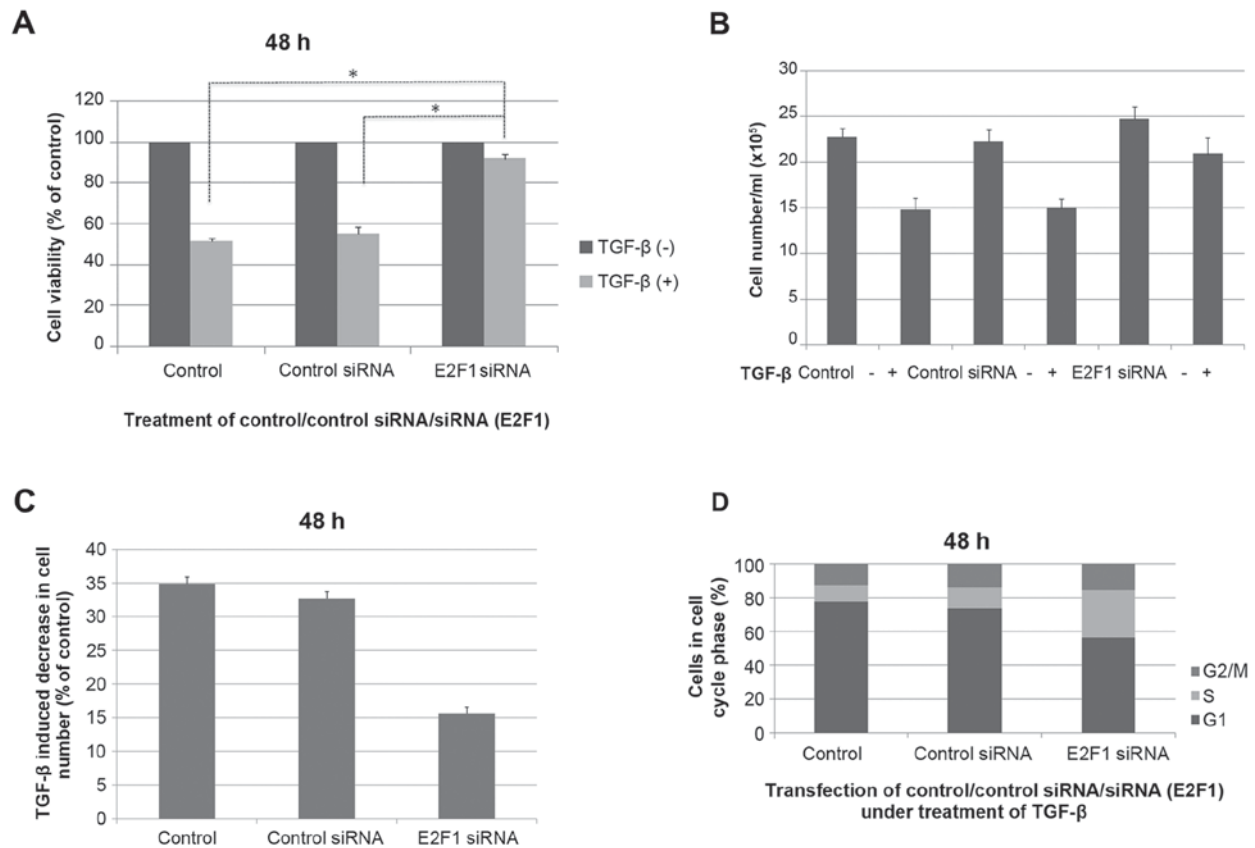 A
48 h
*
*
120
100
80
60
40
20
0
Cell viability (% of control)
Control
Control siRNA
E2F1 siRNA
TGF-β (-)
TGF-β (+)
Treatment of control/control siRNA/siRNA (E2F1)
B
30
25
20
15
10
5
0
Cell number/ml (x10⁵)
TGF-β Control - + Control siRNA - + E2F1 siRNA - +
C
48 h
40
35
30
25
20
15
10
5
0
TGF-β induced decrease in cell
number (% of control)
Control
Control siRNA
E2F1 siRNA
D
48 h
100
80
60
40
20
0
Cells in cell
cycle phase (%)
G2/M
S
G1
Control
Control siRNA
E2F1 siRNA
Transfection of control/control siRNA/siRNA (E2F1)
under treatment of TGF-β